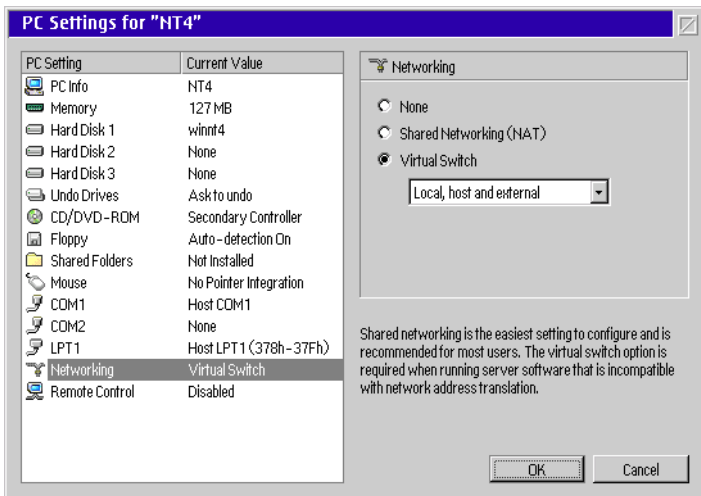 PC Settings for "NT4"
PC Setting Current Value
PC Info NT4
Memory 127 MB
Hard Disk 1 winnt4
Hard Disk 2 None
Hard Disk 3 None
Undo Drives Ask to undo
CD/DVD-ROM Secondary Controller
Floppy Auto-detection On
Shared Folders Not Installed
Mouse No Pointer Integration
COM1 Host COM1
COM2 None
LPT1 Host LPT1 (378h-37Fh)
Networking Virtual Switch
Remote Control Disabled
Networking
None
Shared Networking (NAT)
Virtual Switch
Local, host and external
Shared networking is the easiest setting to configure and is
recommended for most users. The virtual switch option is
required when running server software that is incompatible
with network address translation.
OK Cancel